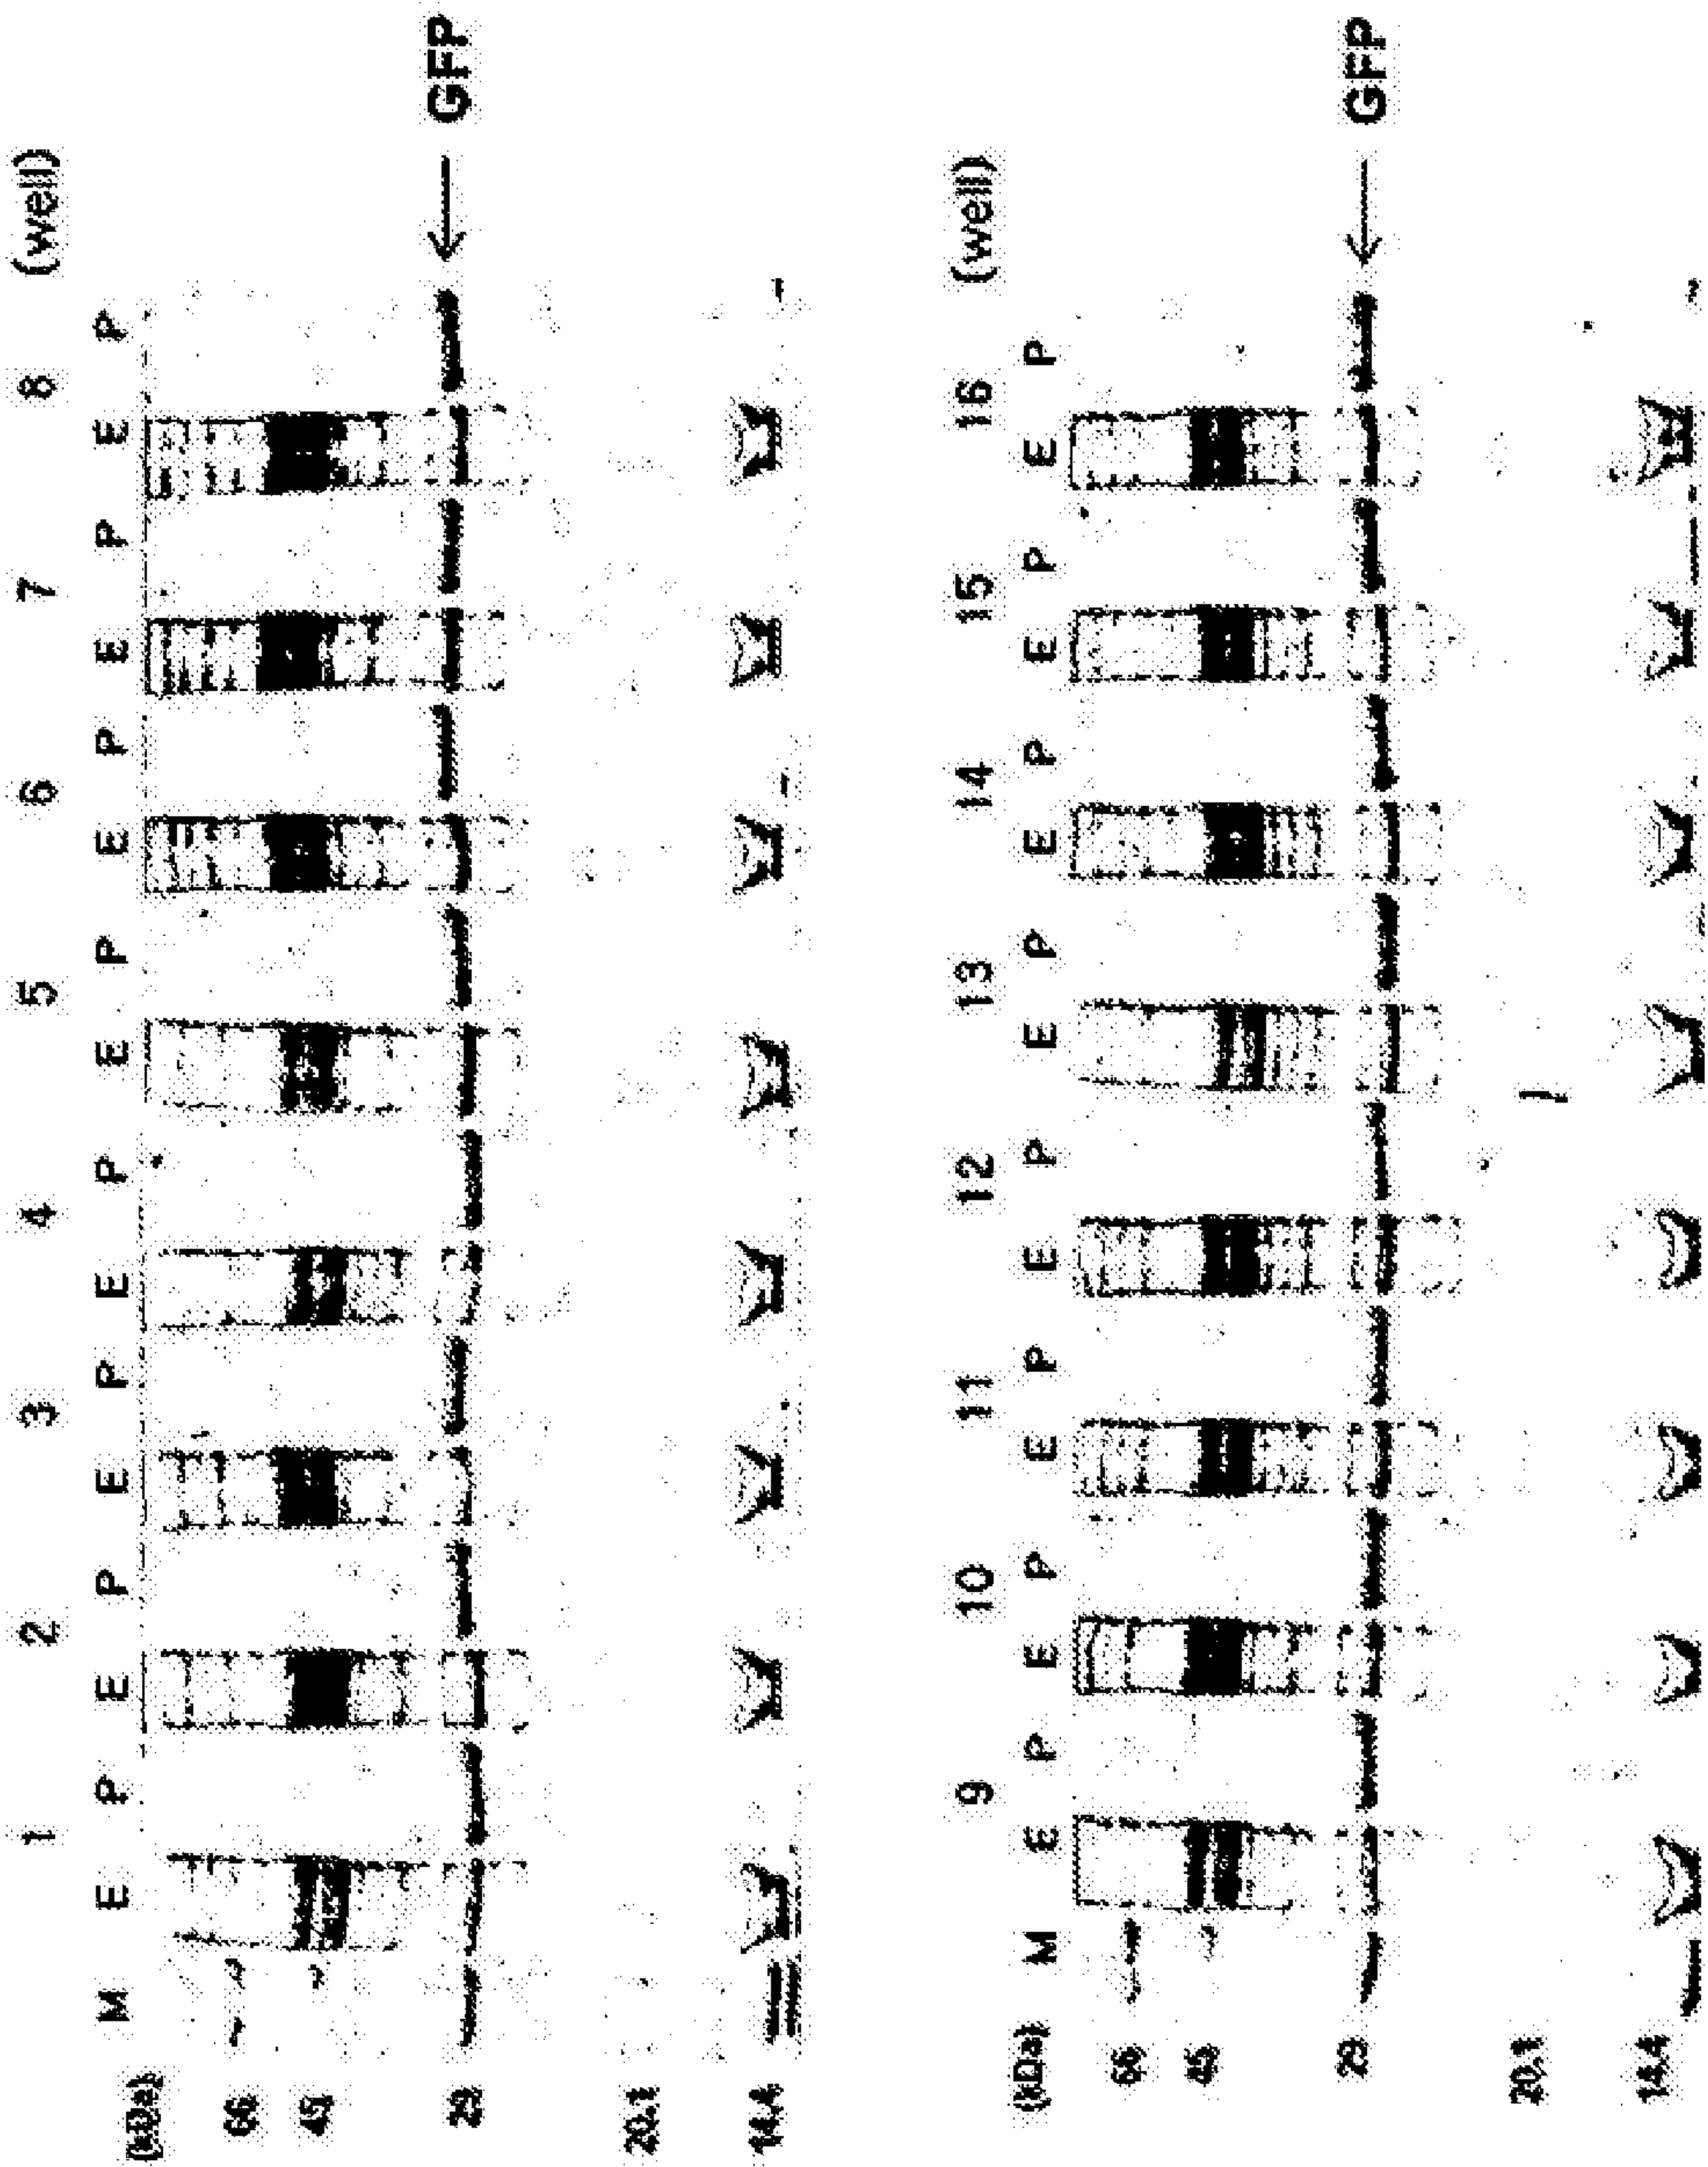 1 2 3 4 5 6 7 8 (well)
(kDa) M E P E P E P E P E P E P E P E P
66
45
29
20.1
14.4
← GFP
9 10 11 12 13 14 15 16 (well)
(kDa) M E P E P E P E P E P E P E P E P
66
45
29
20.1
14.4
← GFP